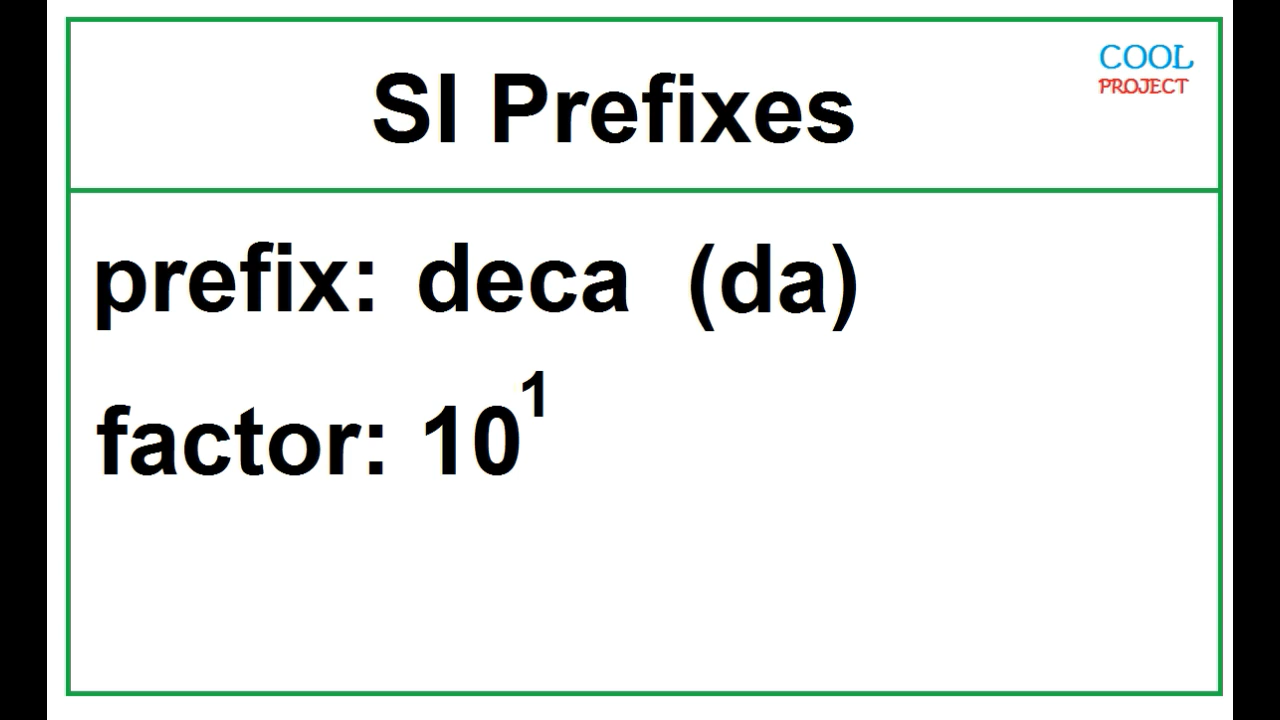 SI Prefixes
COOL
PROJECT
prefix: deca (da)
factor: 10¹